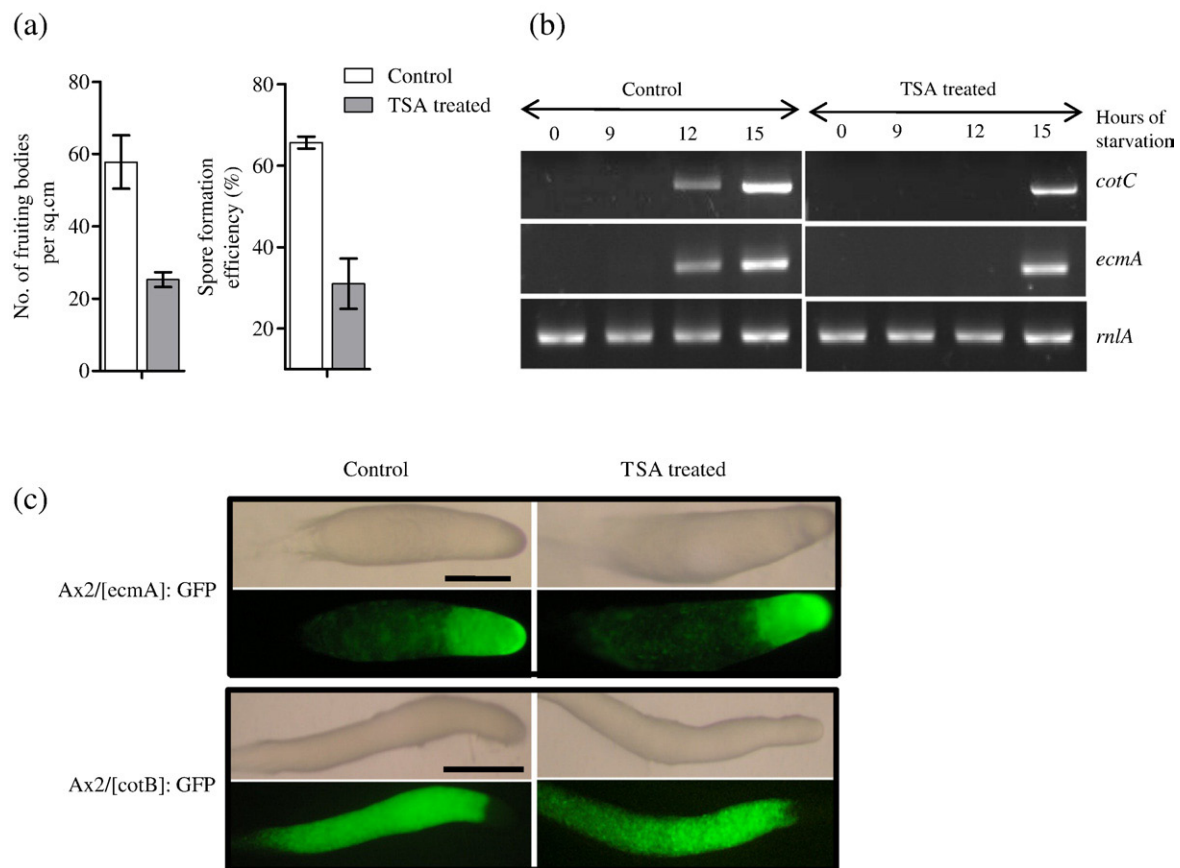 (a)
80
60
40
20
0
No. of fruiting bodies
per sq.cm
80
60
40
20
Spore formation
efficiency (%)
Control
TSA treated
(b)
Control
TSA treated
0 9 12 15
0 9 12 15
Hours of
starvation
cotC
ecmA
rnlA
(c)
Control
TSA treated
Ax2/[ecmA]: GFP
Ax2/[cotB]: GFP